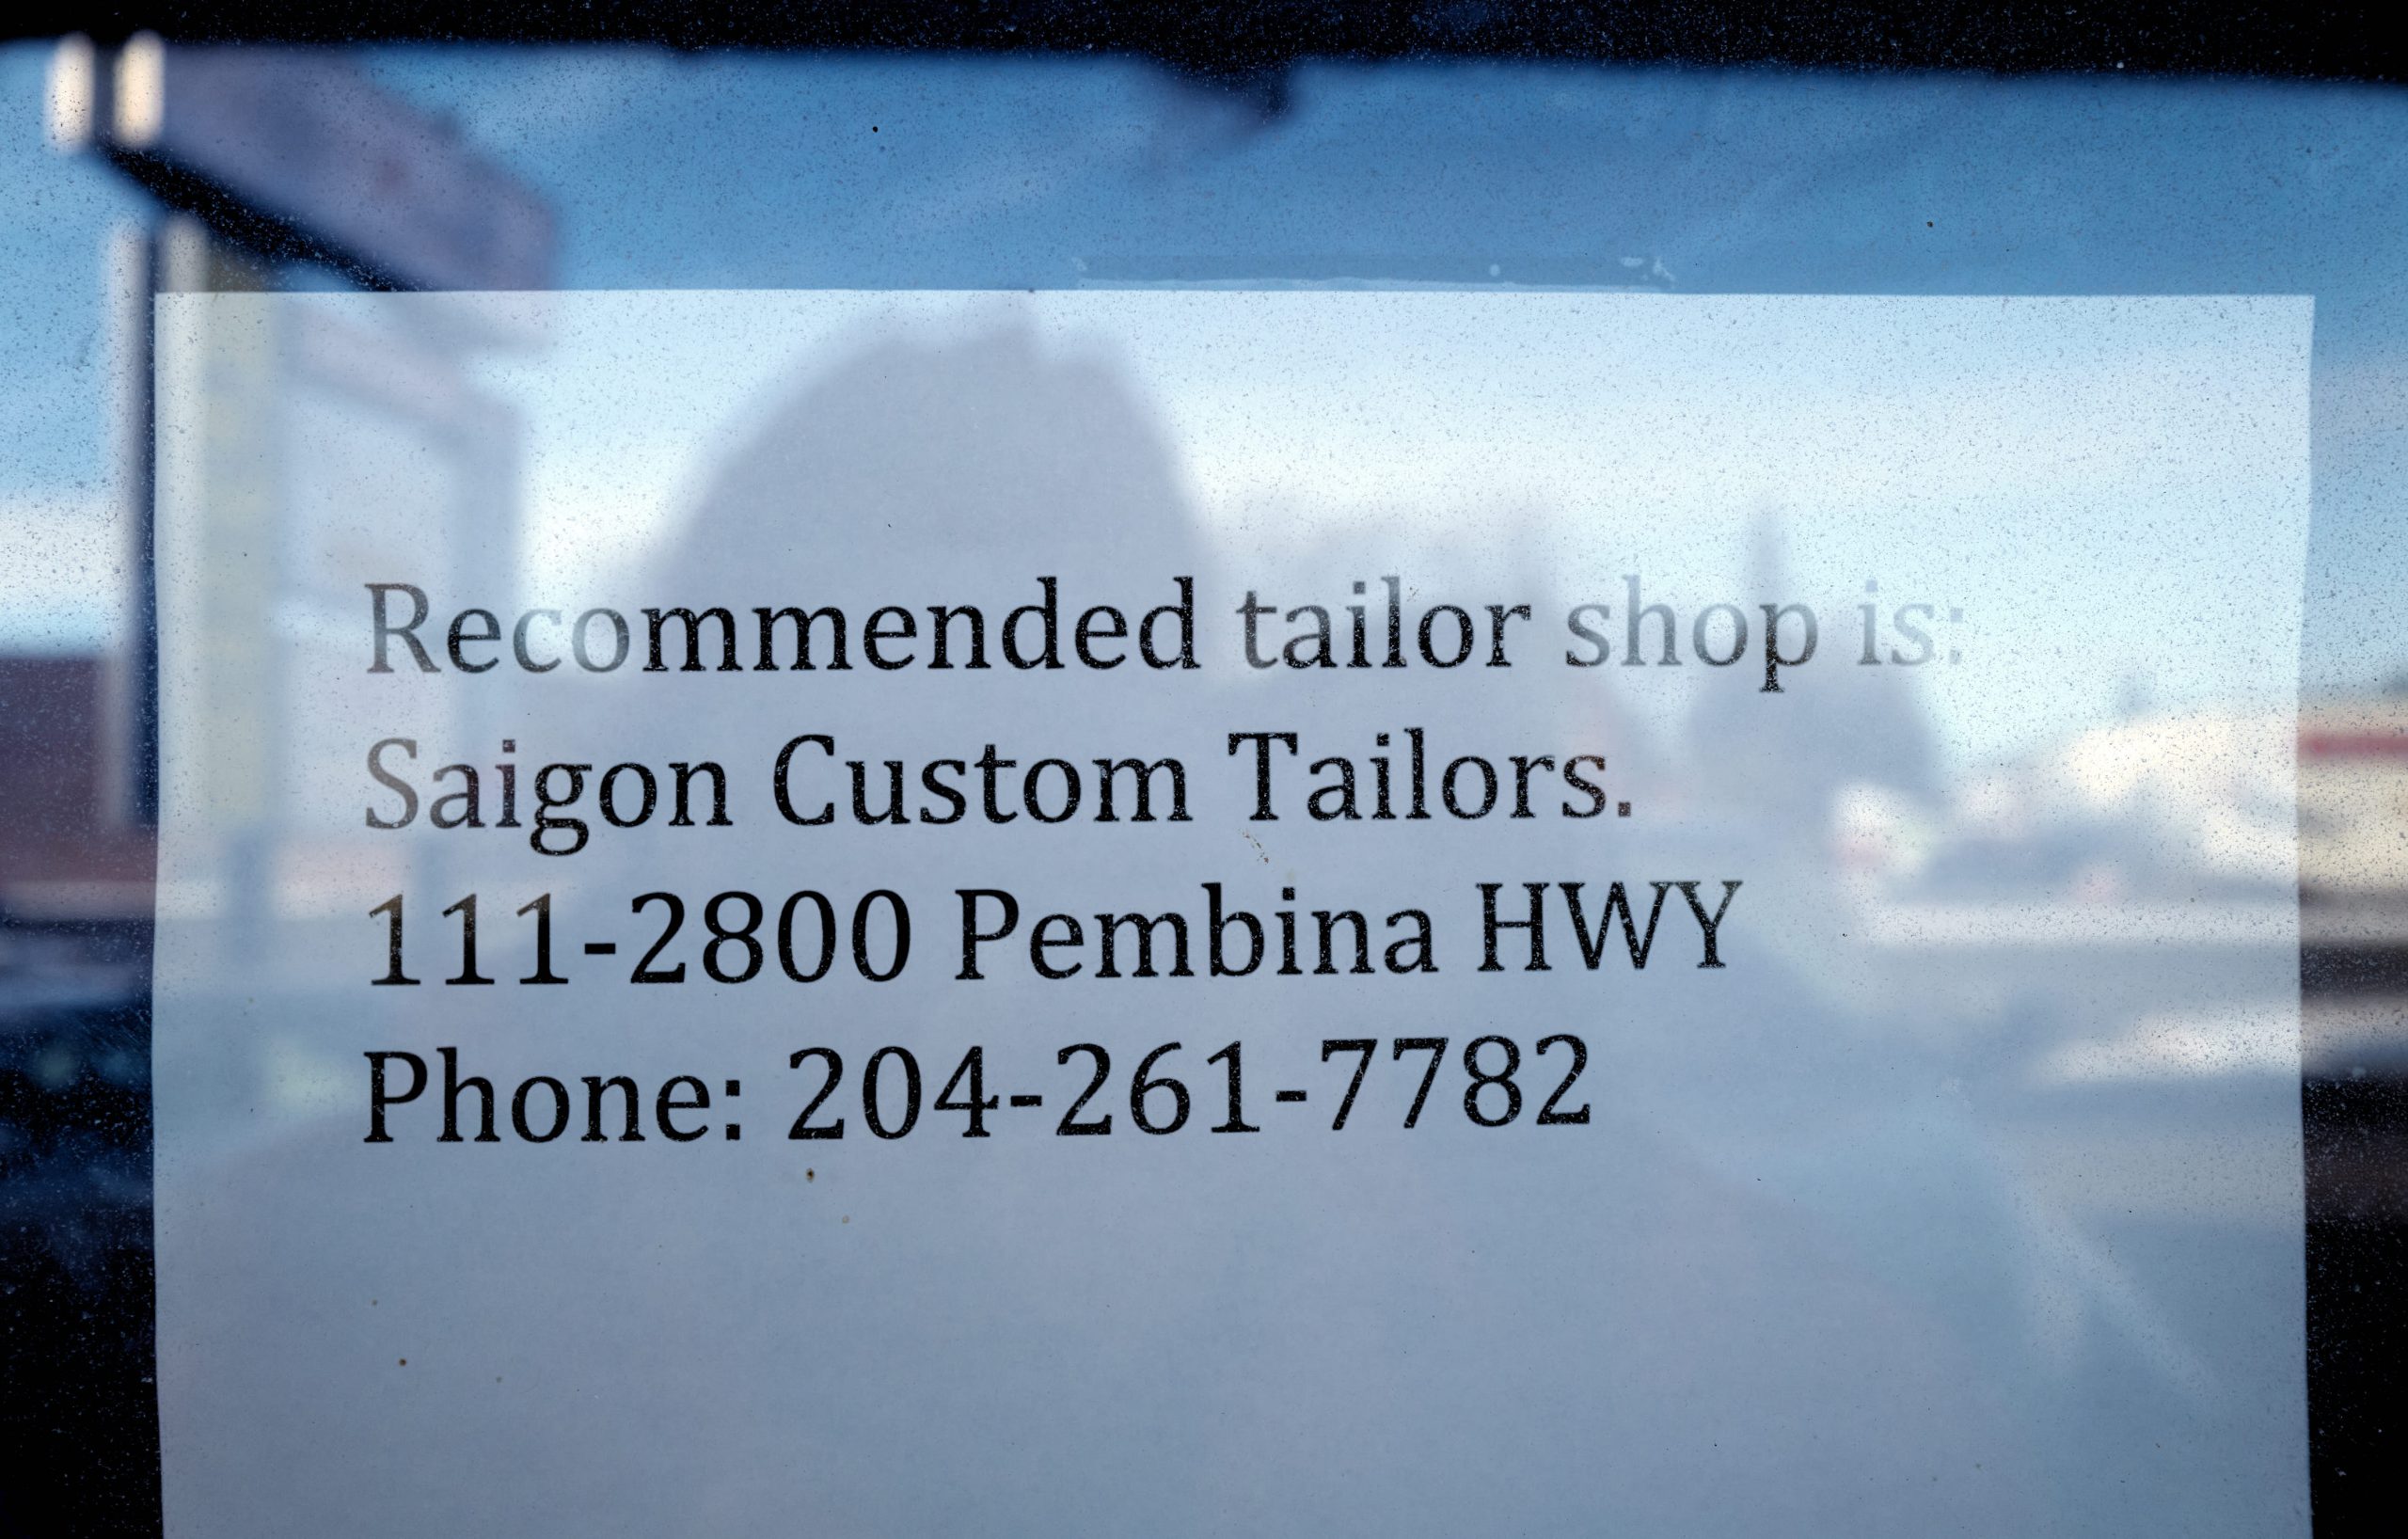 Recommended tailor shop is:
Saigon Custom Tailors.
111-2800 Pembina HWY
Phone: 204-261-7782